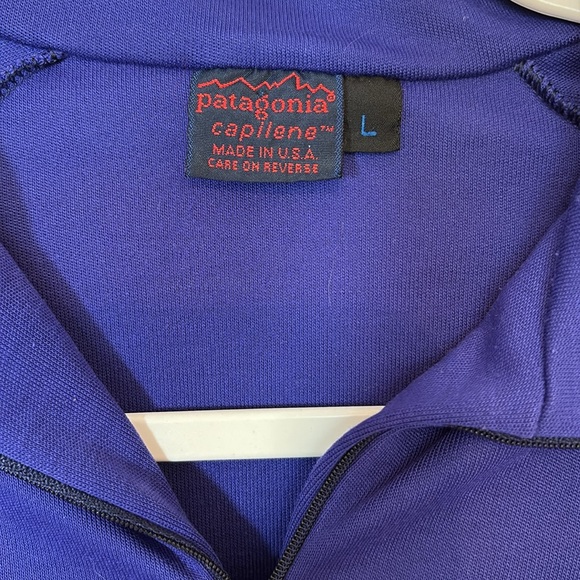 patagonia®
capilene™
MADE IN U.S.A.
CARE ON REVERSE
L